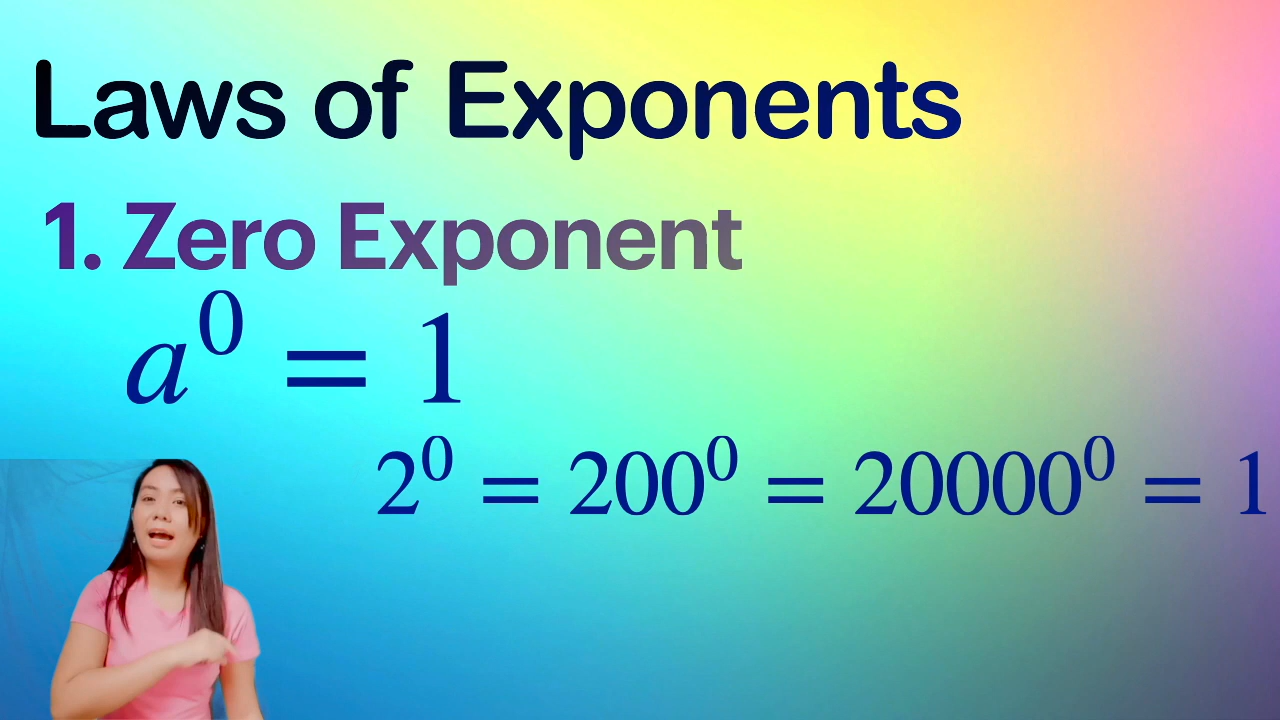 Laws of Exponents
1. Zero Exponent
a⁰ = 1
2⁰ = 200⁰ = 20000⁰ = 1